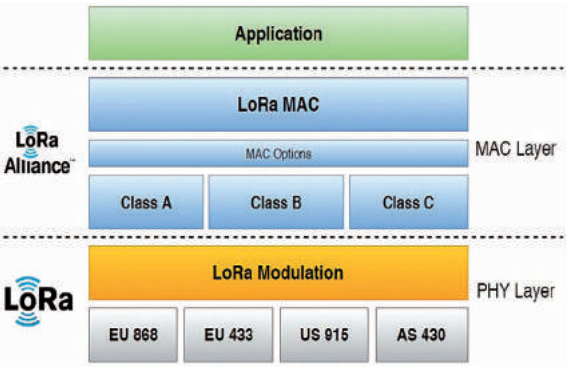 Application
LoRa MAC
LoRa
Alliance™
MAC Options
MAC Layer
Class A
Class B
Class C
LoRa Modulation
LoRa
PHY Layer
EU 868
EU 433
US 915
AS 430